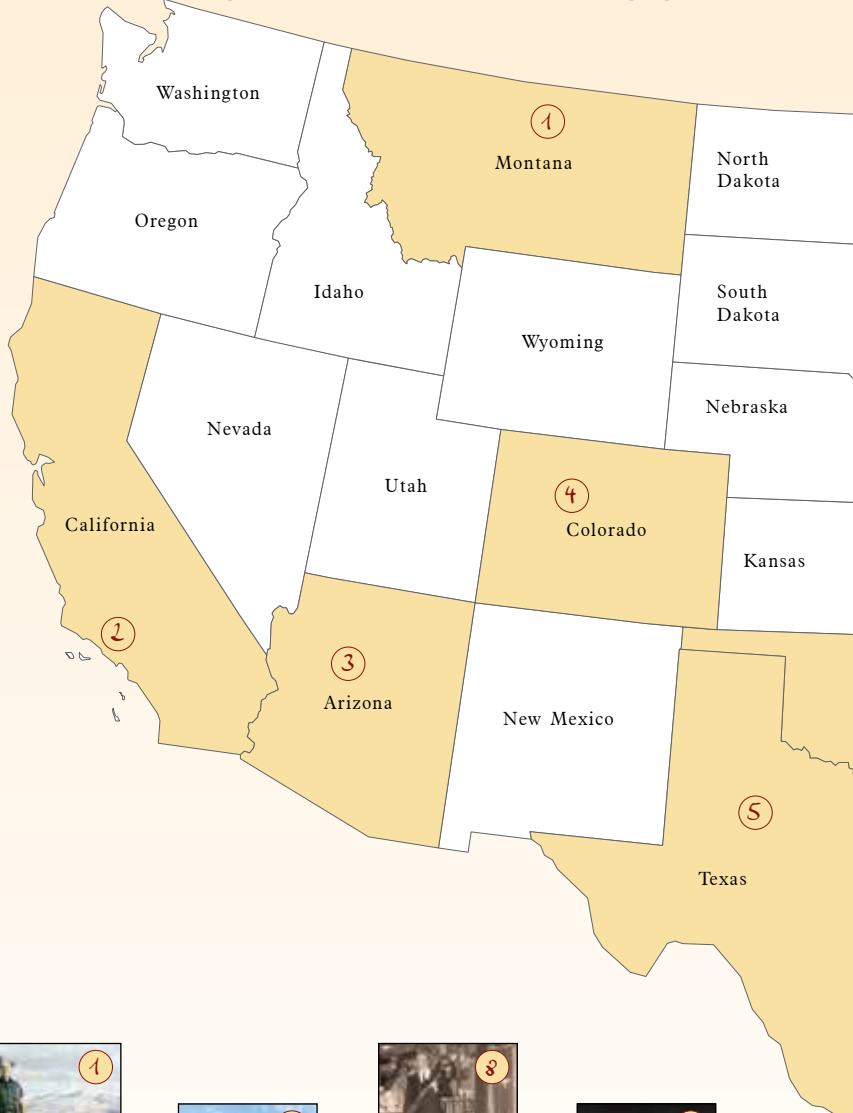 Washington
1
Montana
North
Dakota
Oregon
Idaho
South
Dakota
Wyoming
Nebraska
Nevada
Utah
4
Colorado
California
Kansas
2
3
Arizona
New Mexico
5
Texas
1
8